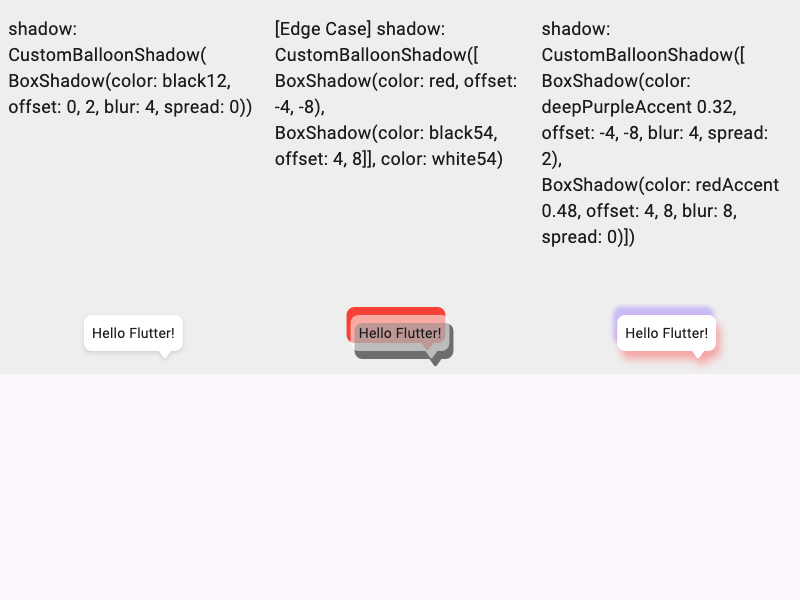 shadow:
CustomBalloonShadow(
BoxShadow(color: black12,
offset: 0, 2, blur: 4, spread: 0))
[Edge Case] shadow:
CustomBalloonShadow([
BoxShadow(color: red, offset:
-4, -8),
BoxShadow(color: black54,
offset: 4, 8]], color: white54)
shadow:
CustomBalloonShadow([
BoxShadow(color:
deepPurpleAccent 0.32,
offset: -4, -8, blur: 4, spread:
2),
BoxShadow(color: redAccent
0.48, offset: 4, 8, blur: 8,
spread: 0)])
Hello Flutter!
Hello Flutter!
Hello Flutter!